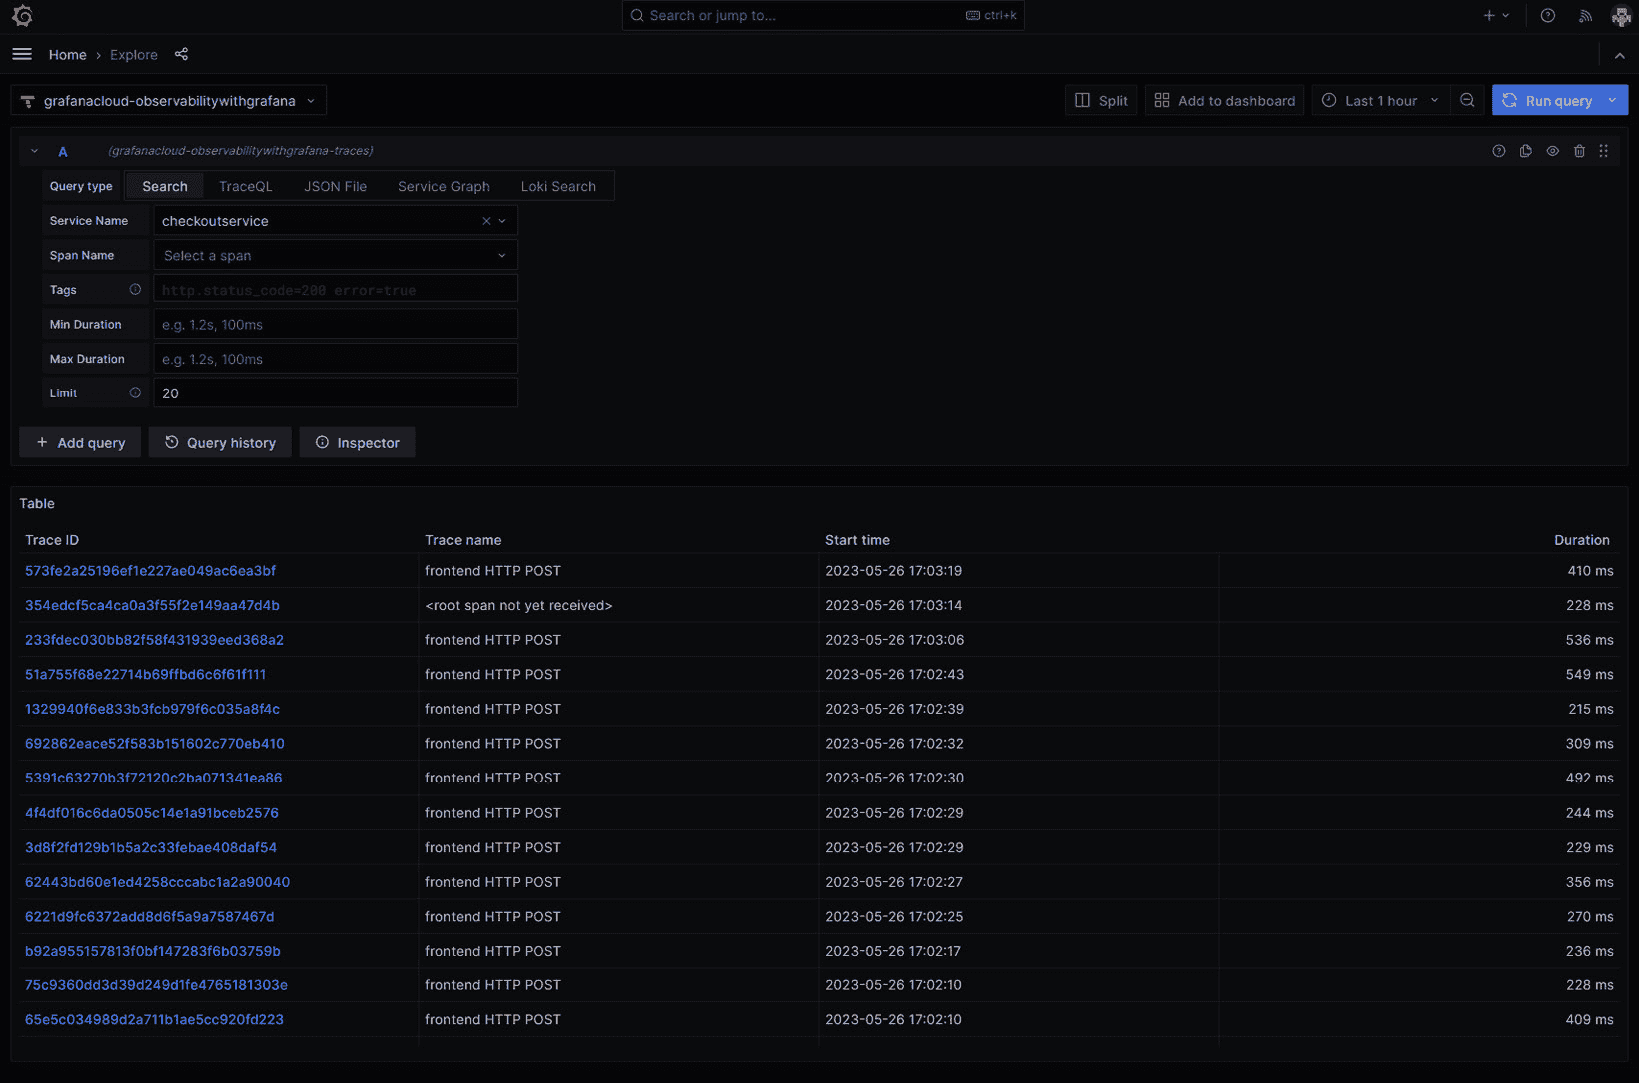 Search or jump to... ctrl+k
Home › Explore
grafanacloud-observabilitywithgrafana Split Add to dashboard Last 1 hour Run query
A (grafanacloud-observabilitywithgrafana-traces)
Query type Search TraceQL JSON File Service Graph Loki Search
Service Name checkoutservice
Span Name Select a span
Tags http.status_code=200 error=true
Min Duration e.g. 1.2s, 100ms
Max Duration e.g. 1.2s, 100ms
Limit 20
+ Add query Query history Inspector
Table
Trace ID Trace name Start time Duration
573fe2a25196ef1e227ae049ac6ea3bf frontend HTTP POST 2023-05-26 17:03:19 410 ms
354edcf5ca4ca0a3f55f2e149aa47d4b <root span not yet received> 2023-05-26 17:03:14 228 ms
233fdec030bb82f58f431939eed368a2 frontend HTTP POST 2023-05-26 17:03:06 536 ms
51a755f68e22714b69ffbd6c6f61f111 frontend HTTP POST 2023-05-26 17:02:43 549 ms
1329940f6e833b3fcb979f6c035a8f4c frontend HTTP POST 2023-05-26 17:02:39 215 ms
692862eace52f583b151602c770eb410 frontend HTTP POST 2023-05-26 17:02:32 309 ms
5391c63270b3f72120c2ba071341ea86 frontend HTTP POST 2023-05-26 17:02:30 492 ms
4f4df016c6da0505c14e1a91bceb2576 frontend HTTP POST 2023-05-26 17:02:29 244 ms
3d8f2fd129b1b5a2c33febae408daf54 frontend HTTP POST 2023-05-26 17:02:29 229 ms
62443bd60e1ed4258cccabc1a2a90040 frontend HTTP POST 2023-05-26 17:02:27 356 ms
6221d9fc6372add8d6f5a9a7587467d frontend HTTP POST 2023-05-26 17:02:25 270 ms
b92a955157813f0bf147283f6b03759b frontend HTTP POST 2023-05-26 17:02:17 236 ms
75c9360dd3d39d249d1fe4765181303e frontend HTTP POST 2023-05-26 17:02:10 228 ms
65e5c034989d2a711b1ae5cc920fd223 frontend HTTP POST 2023-05-26 17:02:10 409 ms